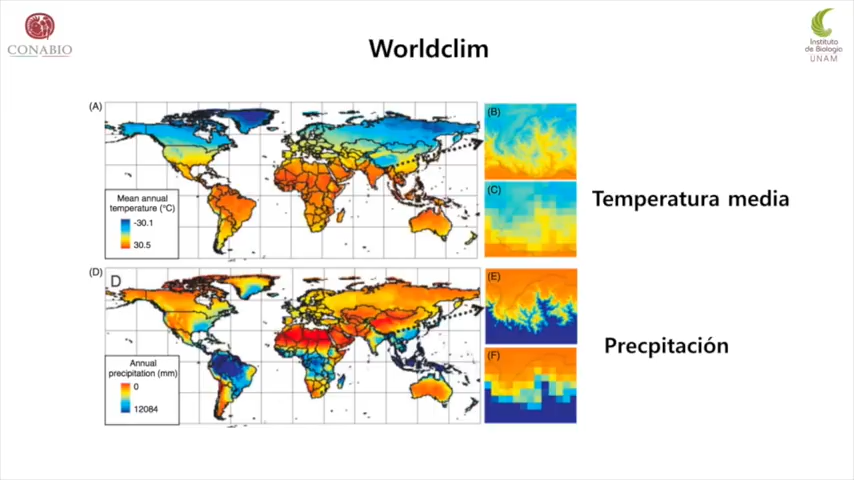 CONABIO
Worldclim
Instituto
de Biología
UNAM
(A)
Mean annual
temperature (°C)
-30.1
30.5
(B)
(C)
Temperatura media
(D)
D
Annual
precipitation (mm)
0
12084
(E)
(F)
Precpitación